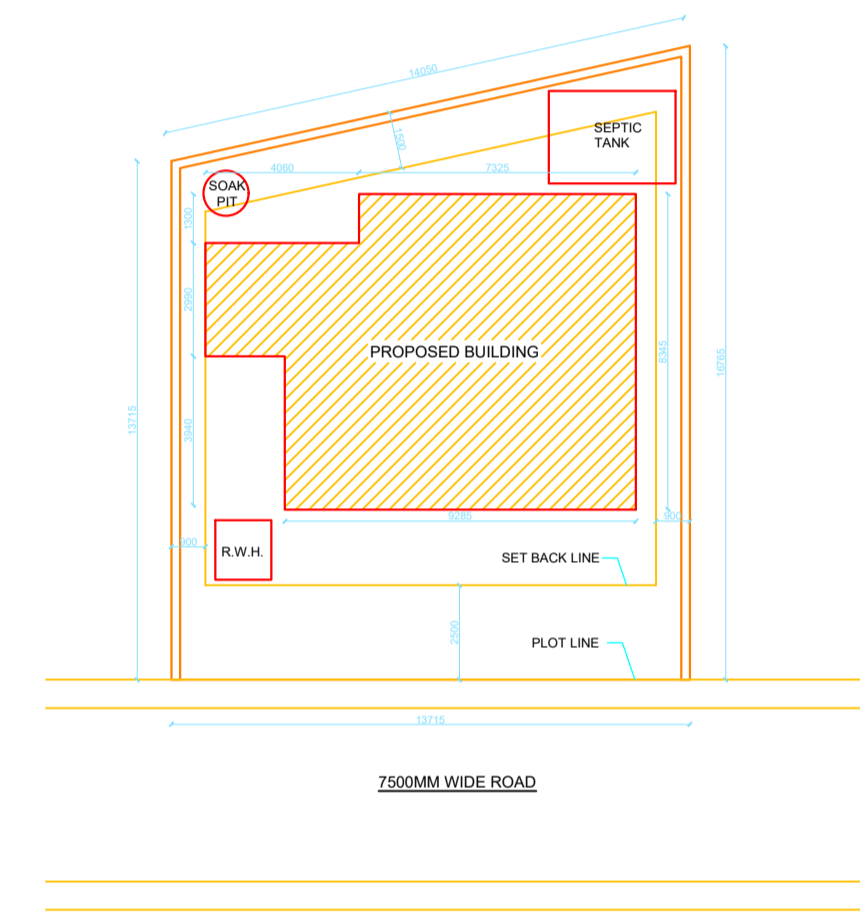 14050
1500
SEPTIC
TANK
4060
7325
SOAK
PIT
1300
2990
PROPOSED BUILDING
8345
16765
13715
3940
9285
900
900
R.W.H.
SET BACK LINE
2500
PLOT LINE
13715
7500MM WIDE ROAD